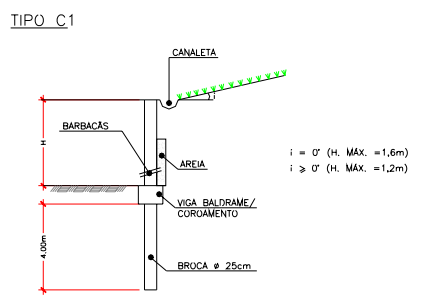 TIPO C1
CANALETA
i
BARBACÃS
H
AREIA
i = 0° (H. MÁX. =1,6m)
i ⩾ 0° (H. MÁX. =1,2m)
VIGA BALDRAME/
COROAMENTO
4.00m
BROCA ø 25cm